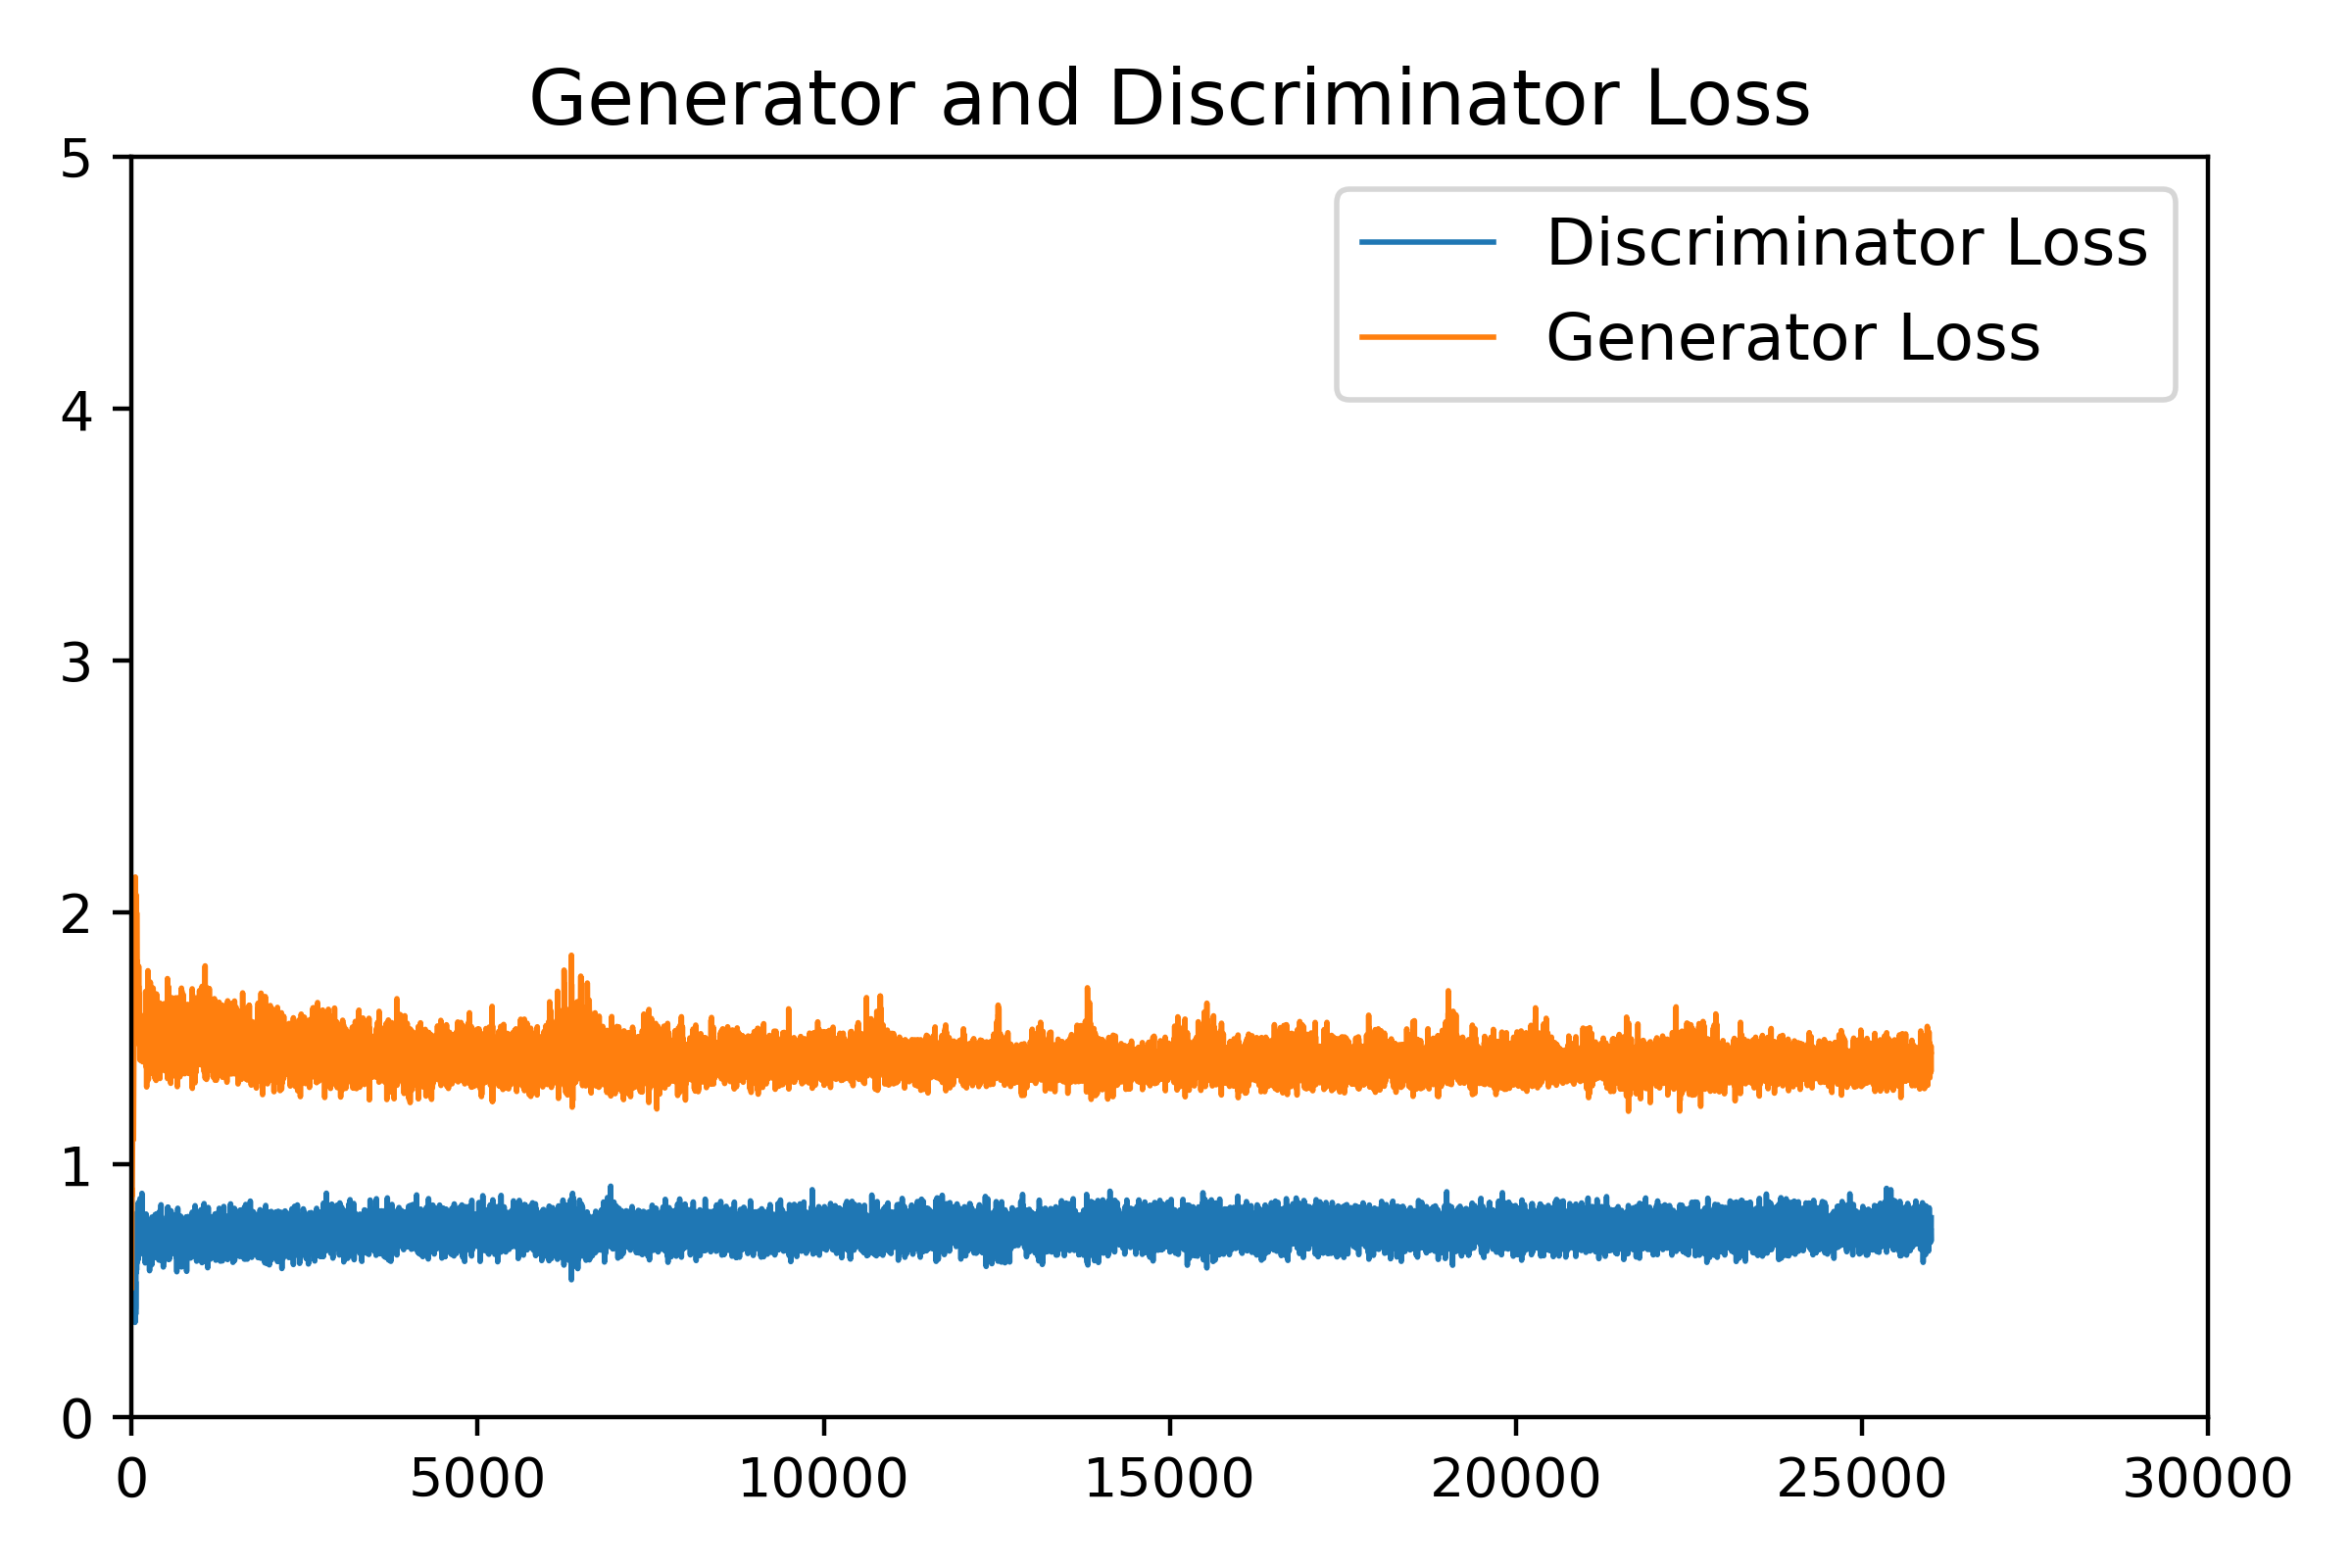 Generator and Discriminator Loss
5
Discriminator Loss
Generator Loss
4
3
2
1
0
0 5000 10000 15000 20000 25000 30000